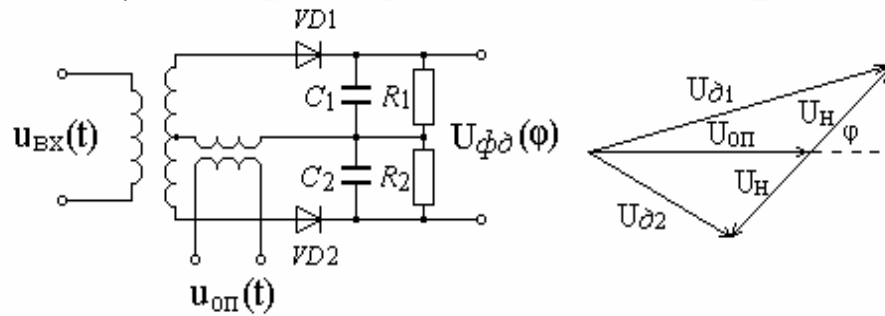 VD1
C1
R1
uВХ(t)
Uфд(φ)
C2
R2
VD2
uоп(t)
Uд1
UН
Uоп
φ
UН
Uд2